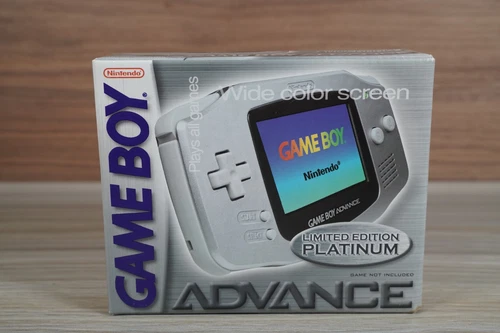 Nintendo
GAME BOY
Plays all games
Wide color screen
GAME BOY
Nintendo®
GAME BOY ADVANCE
LIMITED EDITION
PLATINUM
GAME NOT INCLUDED
ADVANCE